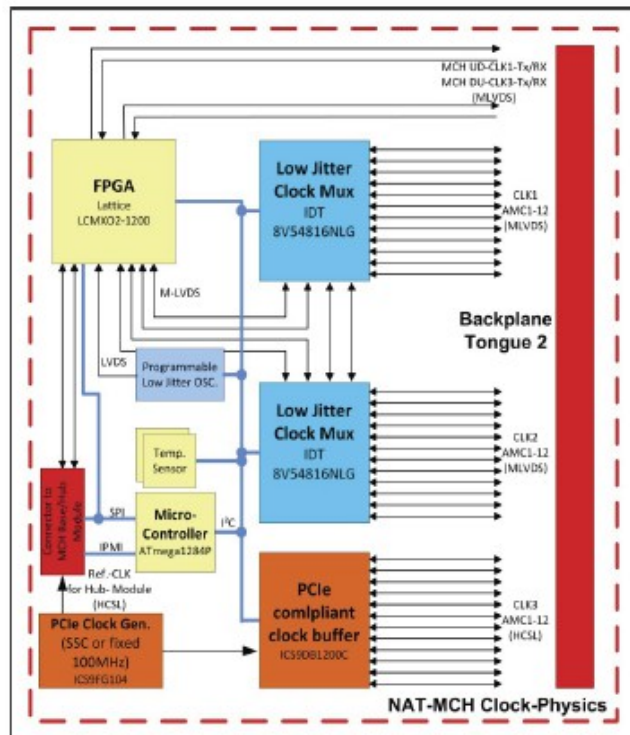 MCH UD-CLK1-Tx/RX
MCH DU-CLK3-Tx/RX
(MLVDS)
FPGA
Lattice
LCMXO2-1200
Low Jitter
Clock Mux
IDT
8V54816NLG
CLK1
AMC1-12
(MLVDS)
M-LVDS
Backplane
Tongue 2
LVDS
Programmable
Low Jitter OSC.
Low Jitter
Clock Mux
IDT
8V54816NLG
CLK2
AMC1-12
(MLVDS)
Temp.
Sensor
Connector to
MCH Base/Hub
Module
SPI
IPMI
Micro-
Controller
ATmega1284P
I²C
Ref.-CLK
for Hub- Module
(HCSL)
PCIe Clock Gen.
(SSC or fixed
100MHz)
ICS9FG104
PCIe
comlpliant
clock buffer
ICS9DB1200C
CLK3
AMC1-12
(HCSL)
NAT-MCH Clock-Physics